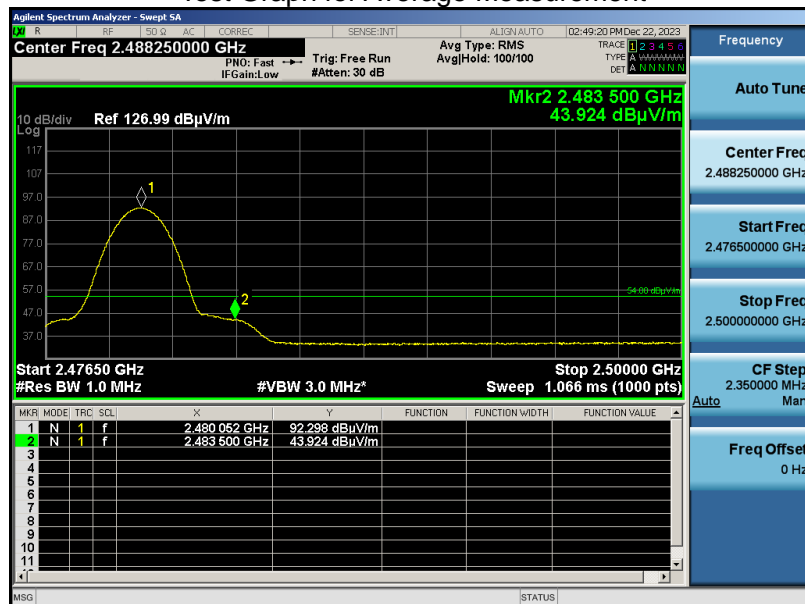 Agilent Spectrum Analyzer - Swept SA
LXI R RF 50 Ω AC CORREC SENSE:INT ALIGN AUTO 02:49:20 PM Dec 22, 2023
Center Freq 2.488250000 GHz
PNO: Fast
IFGain:Low
Trig: Free Run
#Atten: 30 dB
Avg Type: RMS
Avg|Hold: 100/100
TRACE 1 2 3 4 5 6
TYPE A WWWWW
DET A N N N N N
Mkr2 2.483 500 GHz
43.924 dBµV/m
10 dB/div Ref 126.99 dBµV/m
Log
117
107
97.0
87.0
77.0
67.0
57.0
47.0
37.0
1
2
54.00 dBµV/m
Start 2.47650 GHz Stop 2.50000 GHz
#Res BW 1.0 MHz #VBW 3.0 MHz* Sweep 1.066 ms (1000 pts)
MKR MODE TRC SCL X Y FUNCTION FUNCTION WIDTH FUNCTION VALUE
1 N 1 f 2.480 052 GHz 92.298 dBµV/m
2 N 1 f 2.483 500 GHz 43.924 dBµV/m
3
4
5
6
7
8
9
10
11
MSG STATUS
Frequency
Auto Tune
Center Freq
2.488250000 GHz
Start Freq
2.476500000 GHz
Stop Freq
2.500000000 GHz
CF Step
2.350000 MHz
Auto Man
Freq Offset
0 Hz